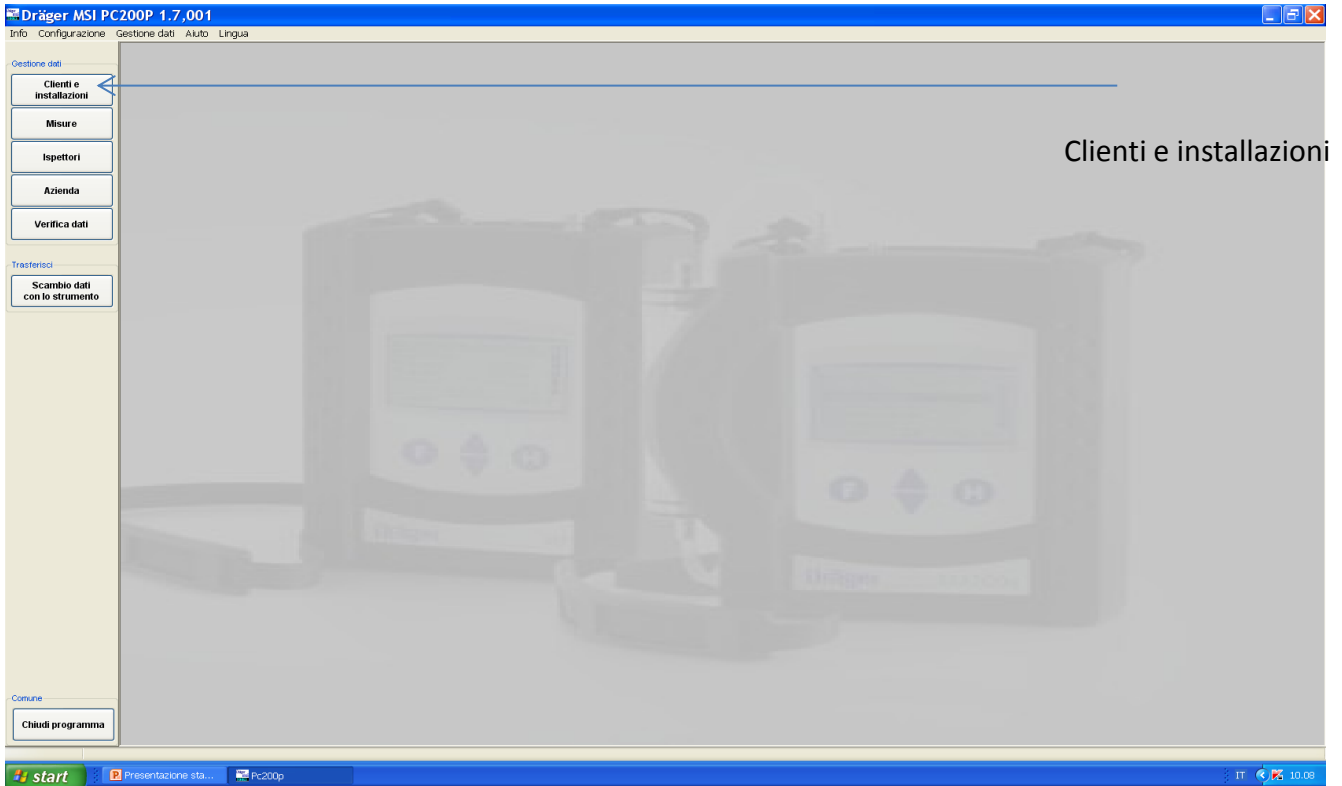 Dräger MSI PC200P 1.7,001
Info Configurazione Gestione dati Aiuto Lingua
Gestione dati
Clienti e
installazioni
Misure
Ispettori
Azienda
Verifica dati
Trasferisci
Scambio dati
con lo strumento
Clienti e installazioni
Dräger
Dräger
Comune
Chiudi programma
start
Presentazione sta...
Pc200p
IT
10.08